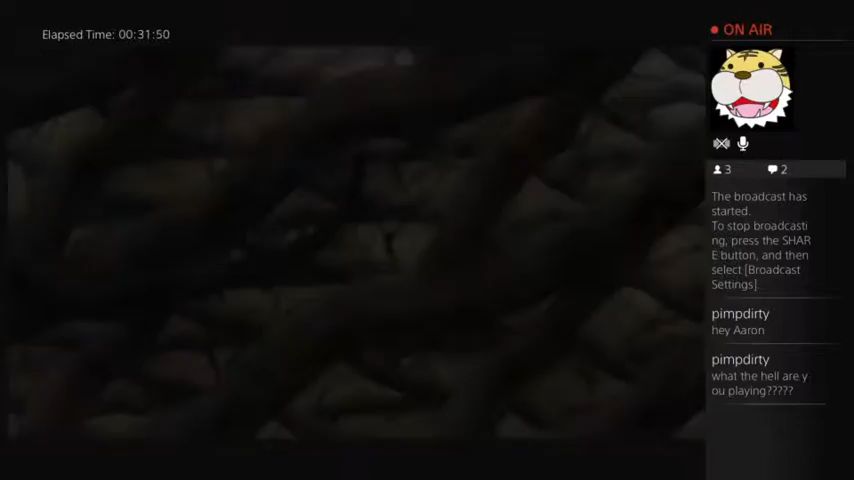 Elapsed Time: 00:31:50
ON AIR
3 2
The broadcast has
started.
To stop broadcasti
ng, press the SHAR
E button, and then
select [Broadcast
Settings].
pimpdirty
hey Aaron
pimpdirty
what the hell are y
ou playing?????